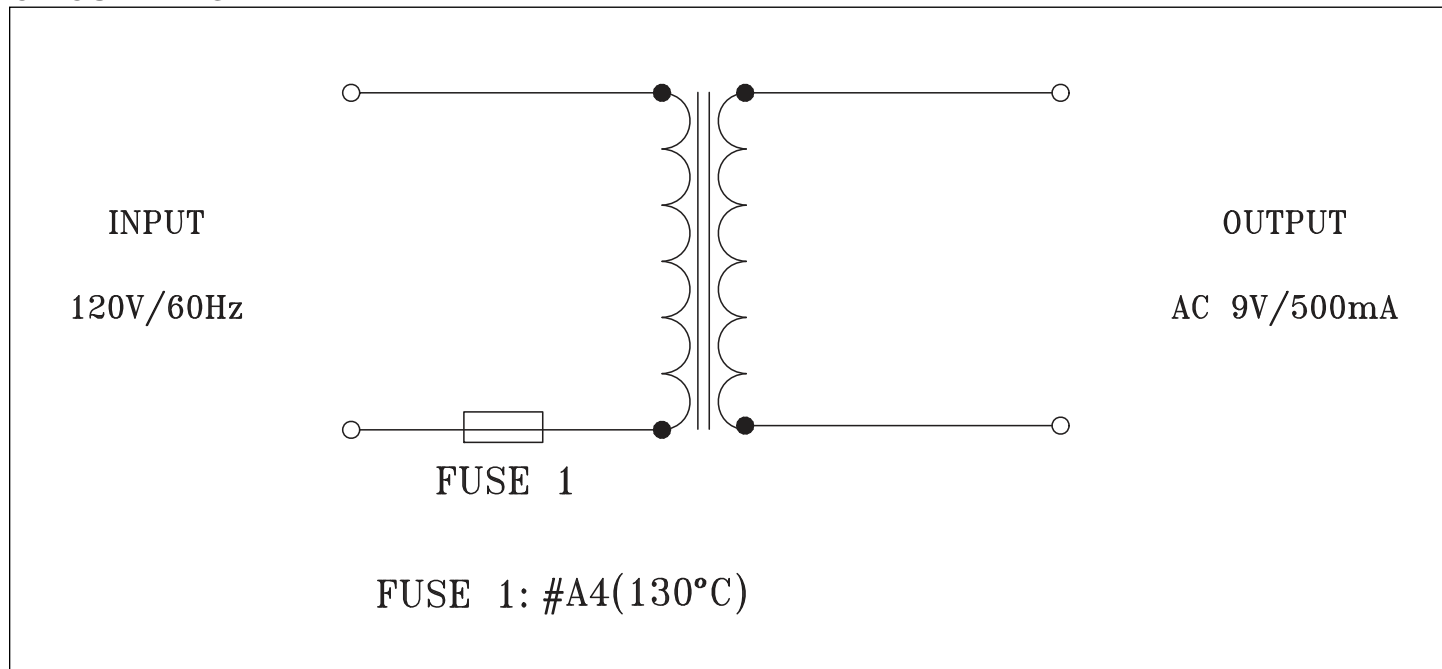 INPUT
120V/60Hz
OUTPUT
AC 9V/500mA
FUSE 1
FUSE 1: #A4(130°C)